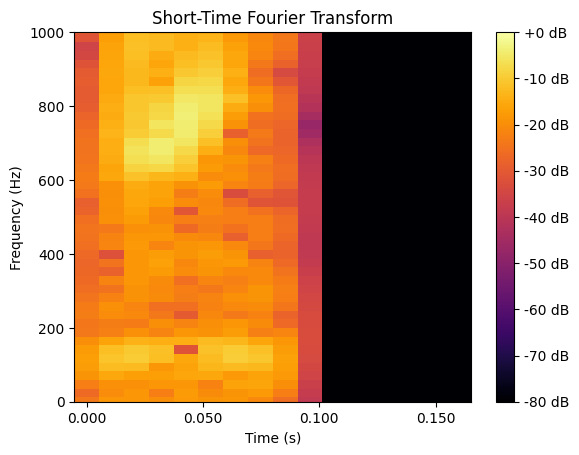 Short-Time Fourier Transform
1000
800
600
400
200
0
Frequency (Hz)
0.000
0.050
0.100
0.150
Time (s)
+0 dB
-10 dB
-20 dB
-30 dB
-40 dB
-50 dB
-60 dB
-70 dB
-80 dB